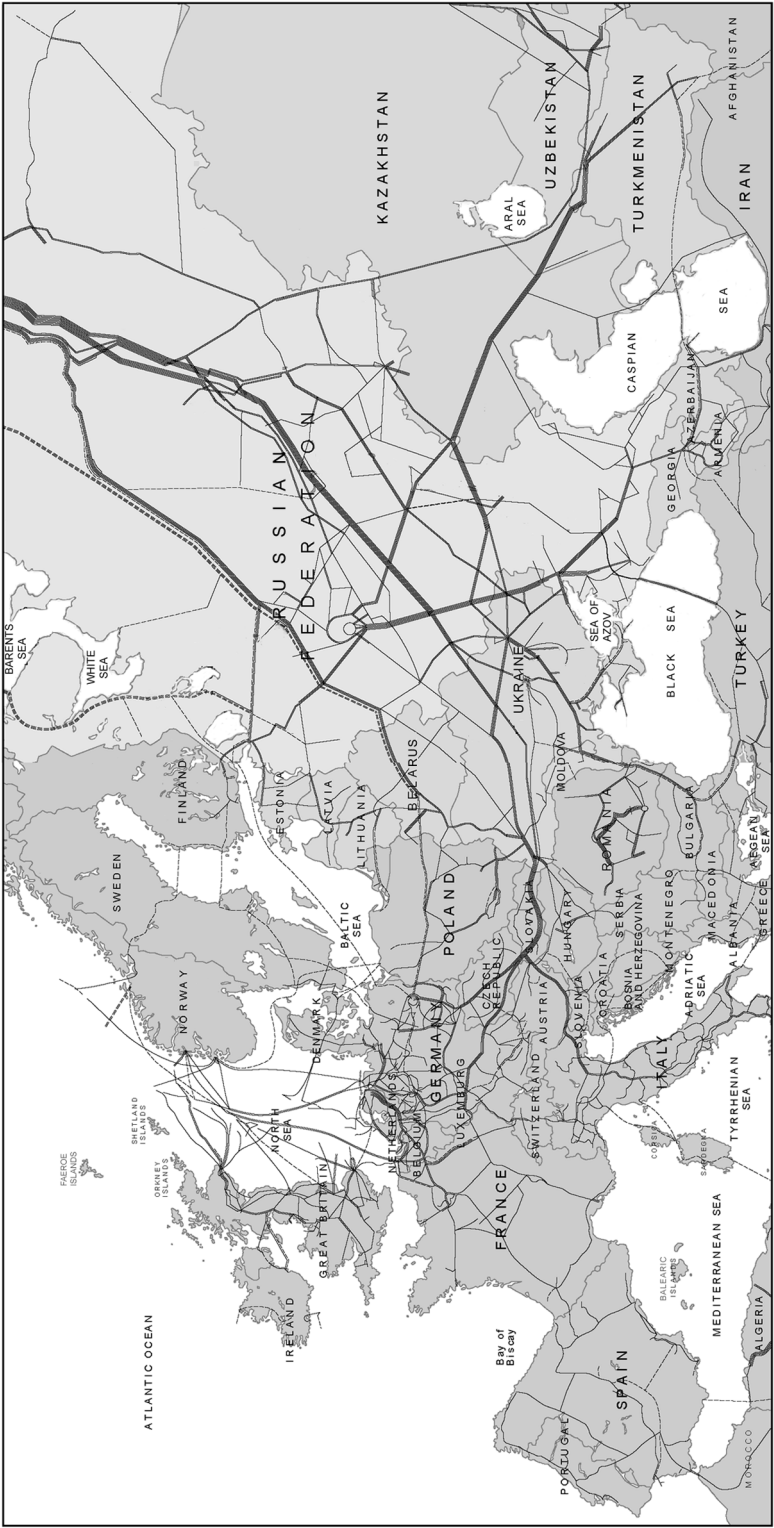 BARENTS
SEA
WHITE
SEA
RUSSIAN
FEDERATION
KAZAKHSTAN
UZBEKISTAN
TURKMENISTAN
AFGHANISTAN
IRAN
ARAL
SEA
CASPIAN
SEA
AZERBAIJAN
ARMENIA
GEORGIA
SEA OF
AZOV
BLACK SEA
TURKEY
UKRAINE
MOLDOVA
BELARUS
LITHUANIA
LATVIA
ESTONIA
FINLAND
SWEDEN
NORWAY
BALTIC
SEA
DENMARK
POLAND
ROMANIA
BULGARIA
AEGEAN
SEA
GREECE
MACEDONIA
ALBANIA
MONTENEGRO
SERBIA
BOSNIA
AND HERZEGOVINA
CROATIA
HUNGARY
SLOVAKIA
CZECH
REPUBLIC
SLOVENIA
AUSTRIA
ADRIATIC
SEA
ITALY
TYRRHENIAN
SEA
GERMANY
LUXEMBURG
SWITZERLAND
NETHERLANDS
BELGIUM
NORTH
SEA
SHETLAND
ISLANDS
FAEROE
ISLANDS
ORKNEY
ISLANDS
GREAT BRITAIN
IRELAND
ATLANTIC OCEAN
FRANCE
CORSICA
SARDEGNA
MEDITERRANEAN SEA
BALEARIC
ISLANDS
Bay of
Biscay
SPAIN
PORTUGAL
ALGERIA
MOROCCO